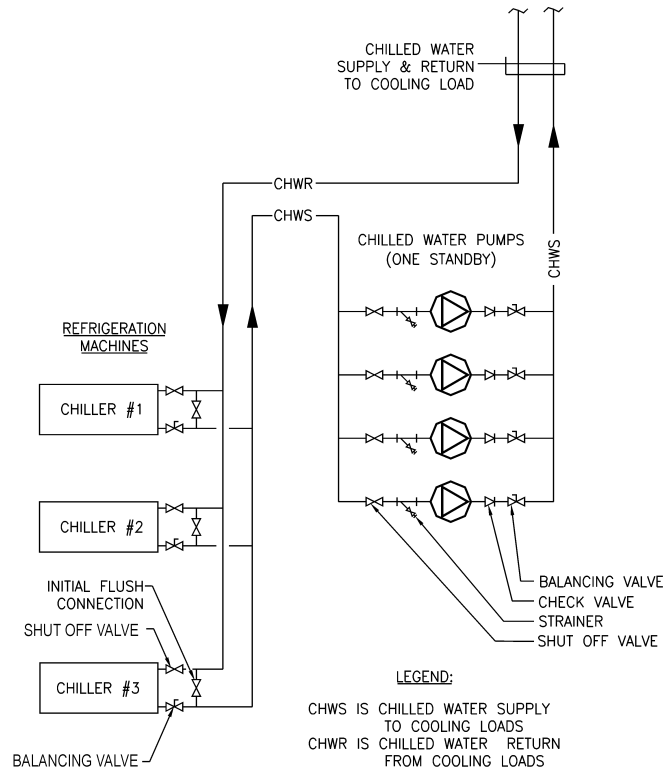 CHILLED WATER
SUPPLY & RETURN
TO COOLING LOAD
CHWR
CHWS
CHILLED WATER PUMPS
(ONE STANDBY)
CHWS
REFRIGERATION
MACHINES
CHILLER #1
CHILLER #2
INITIAL FLUSH
CONNECTION
SHUT OFF VALVE
CHILLER #3
BALANCING VALVE
BALANCING VALVE
CHECK VALVE
STRAINER
SHUT OFF VALVE
LEGEND:
CHWS IS CHILLED WATER SUPPLY
TO COOLING LOADS
CHWR IS CHILLED WATER RETURN
FROM COOLING LOADS